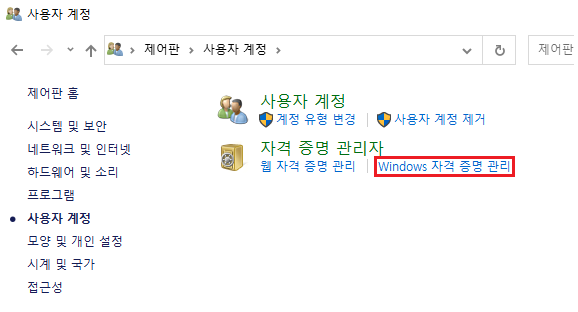 사용자 계정
제어판 > 사용자 계정 >
제어판
제어판 홈
시스템 및 보안
네트워크 및 인터넷
하드웨어 및 소리
프로그램
사용자 계정
모양 및 개인 설정
시계 및 국가
접근성
사용자 계정
계정 유형 변경 | 사용자 계정 제거
자격 증명 관리자
웹 자격 증명 관리 | Windows 자격 증명 관리